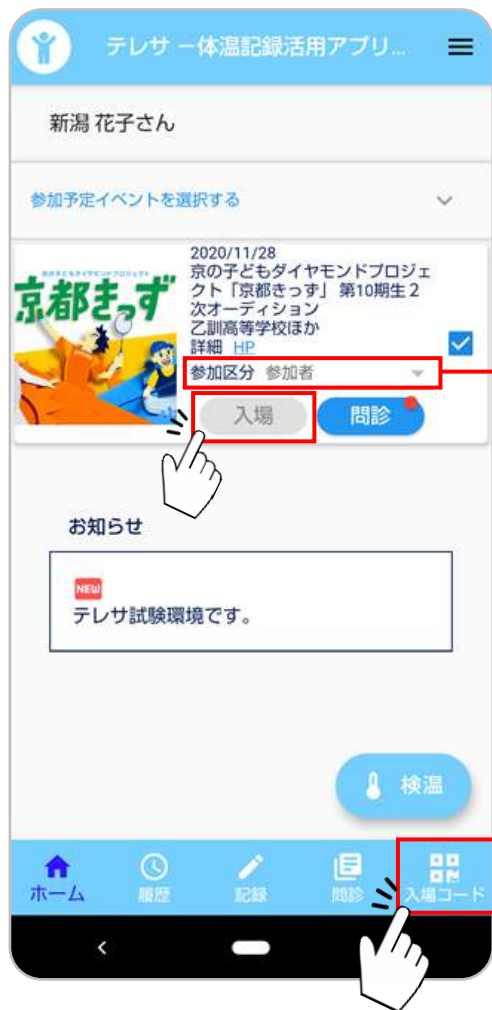 テレサ ー体温記録活用アプリ...
新潟 花子さん
参加予定イベントを選択する
2020/11/28
京の子どもダイヤモンドプロジェ
クト「京都きっず」第10期生2
次オーディション
乙訓高等学校ほか
詳細 HP
京都きっず
参加区分 参加者
入場 問診
お知らせ
NEW
テレサ試験環境です。
検温
ホーム 履歴 記録 問診 入場コード